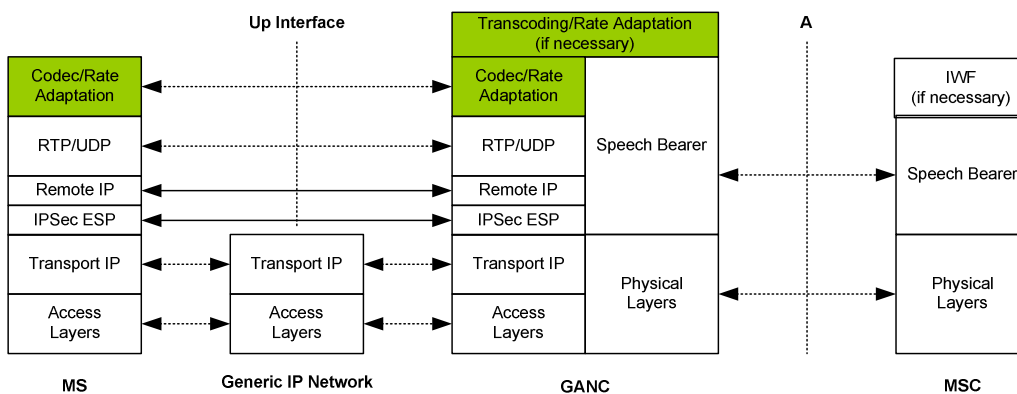 Up Interface
Transcoding/Rate Adaptation
(if necessary)
A
Codec/Rate
Adaptation
Codec/Rate
Adaptation
IWF
(if necessary)
RTP/UDP
RTP/UDP
Speech Bearer
Speech Bearer
Remote IP
Remote IP
IPSec ESP
IPSec ESP
Transport IP
Transport IP
Transport IP
Physical
Layers
Physical
Layers
Access
Layers
Access
Layers
Access
Layers
MS
Generic IP Network
GANC
MSC